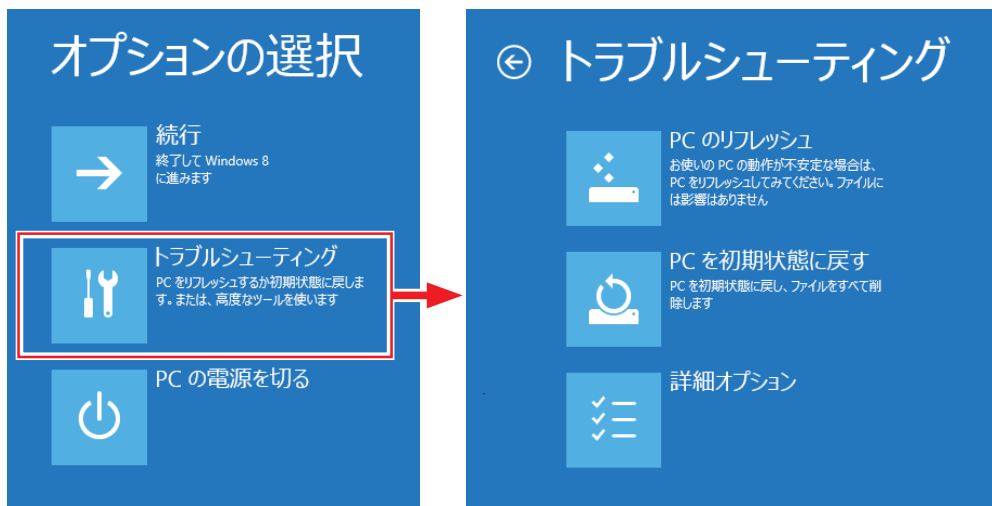 オプションの選択
続行
終了して Windows 8
に進みます
トラブルシューティング
PC をリフレッシュするか初期状態に戻しま
す。または、高度なツールを使います
PC の電源を切る
トラブルシューティング
PC のリフレッシュ
お使いの PC の動作が不安定な場合は、
PC をリフレッシュしてみてください。ファイルに
は影響はありません
PC を初期状態に戻す
PC を初期状態に戻し、ファイルをすべて削
除します
詳細オプション